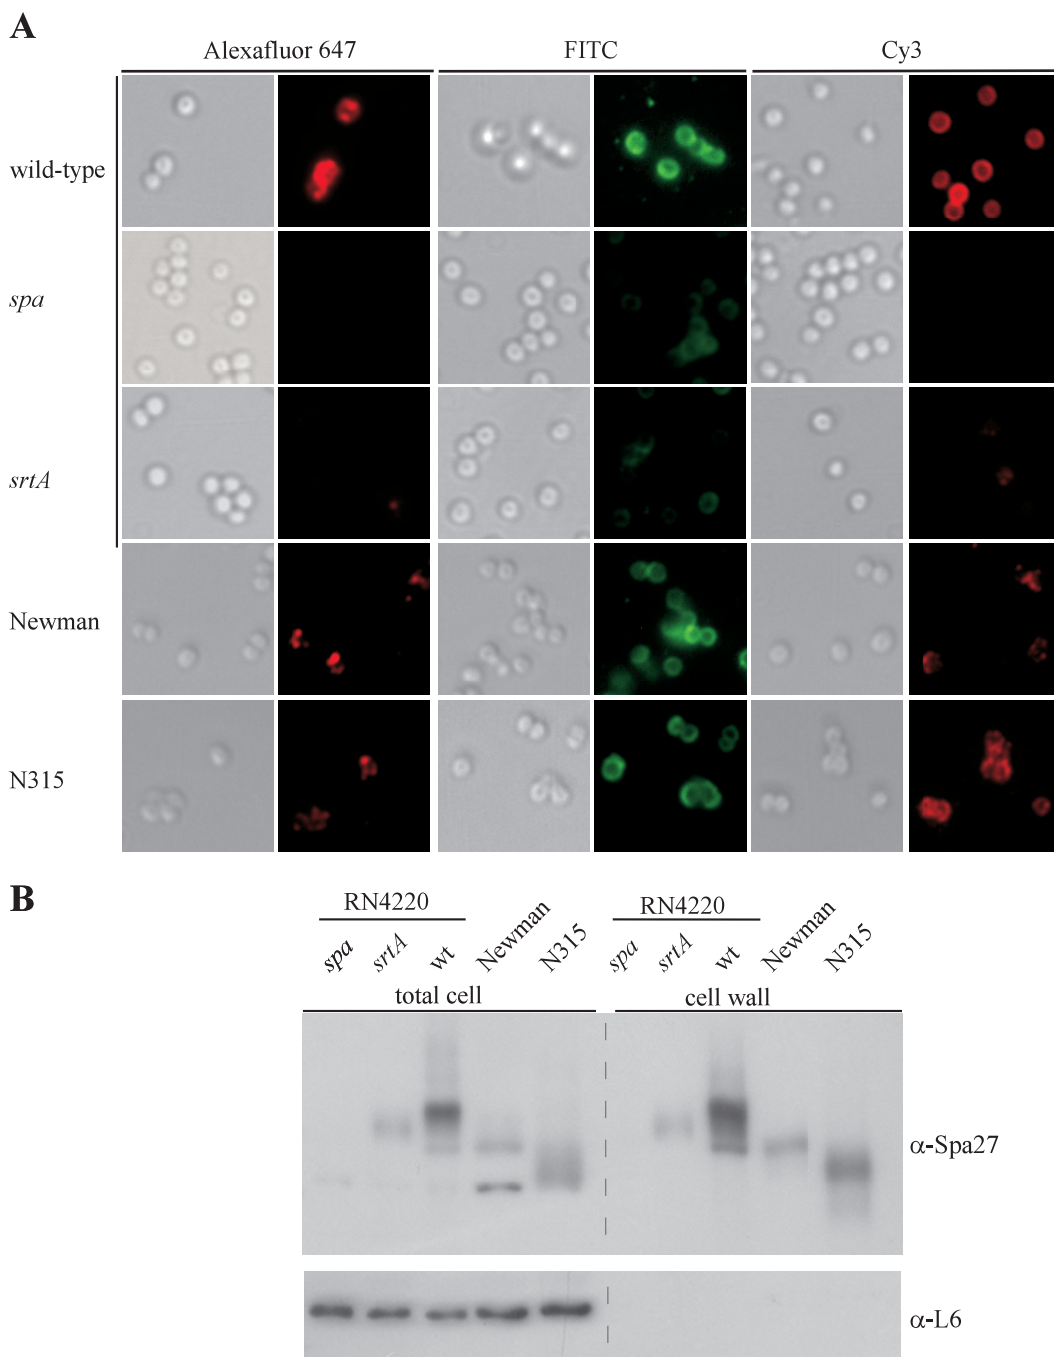 A
Alexafluor 647 FITC Cy3
wild-type
spa
srtA
Newman
N315
B
RN4220 RN4220
spa srtA wt Newman N315 spa srtA wt Newman N315
total cell cell wall
α-Spa27
α-L6